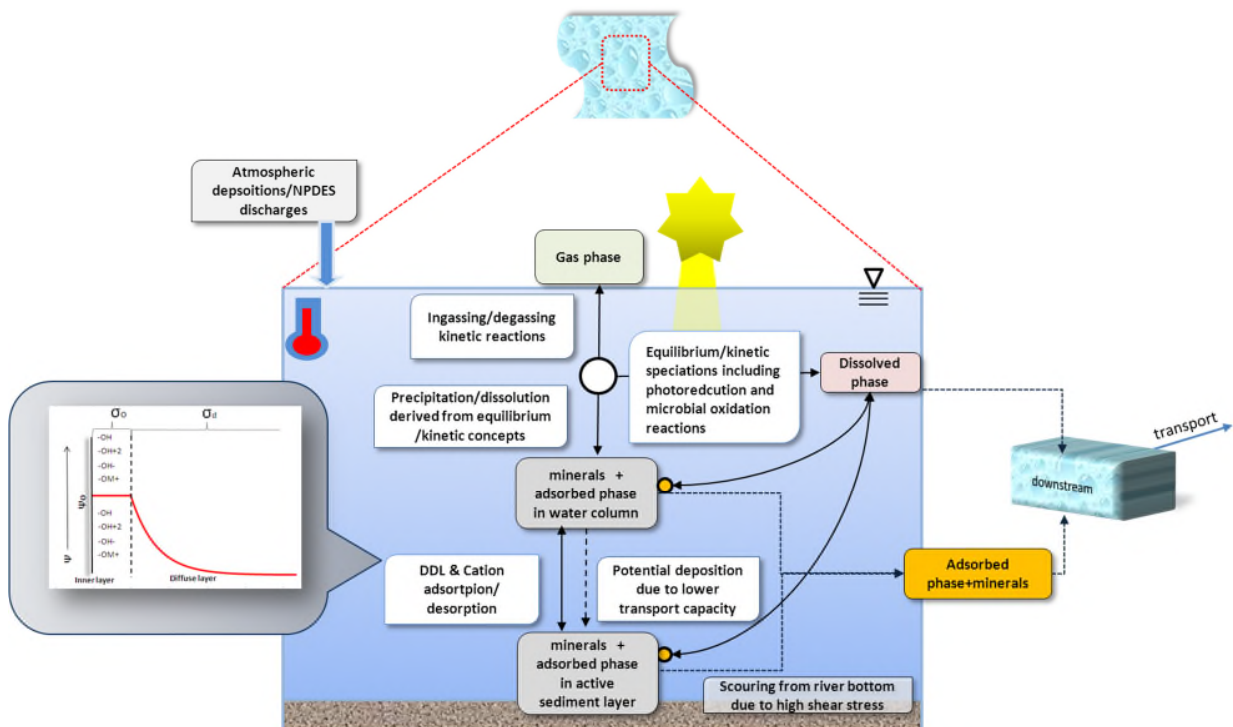 Atmospheric
depsoitions/NPDES
discharges
Gas phase
Ingassing/degassing
kinetic reactions
Equilibrium/kinetic
speciations including
photoredcution and
microbial oxidation
reactions
Dissolved
phase
Precipitation/dissolution
derived from equilibrium
/kinetic concepts
transport
downstream
minerals +
adsorbed phase
in water column
σo
σd
-OH
-OH+2
-OH-
-OM+
-OH
-OH+2
-OH-
-OM+
Ψo
Ψ
Inner layer
Diffuse layer
DDL & Cation
adsortpion/
desorption
Potential deposition
due to lower
transport capacity
Adsorbed
phase+minerals
minerals +
adsorbed phase
in active
sediment layer
Scouring from river bottom
due to high shear stress